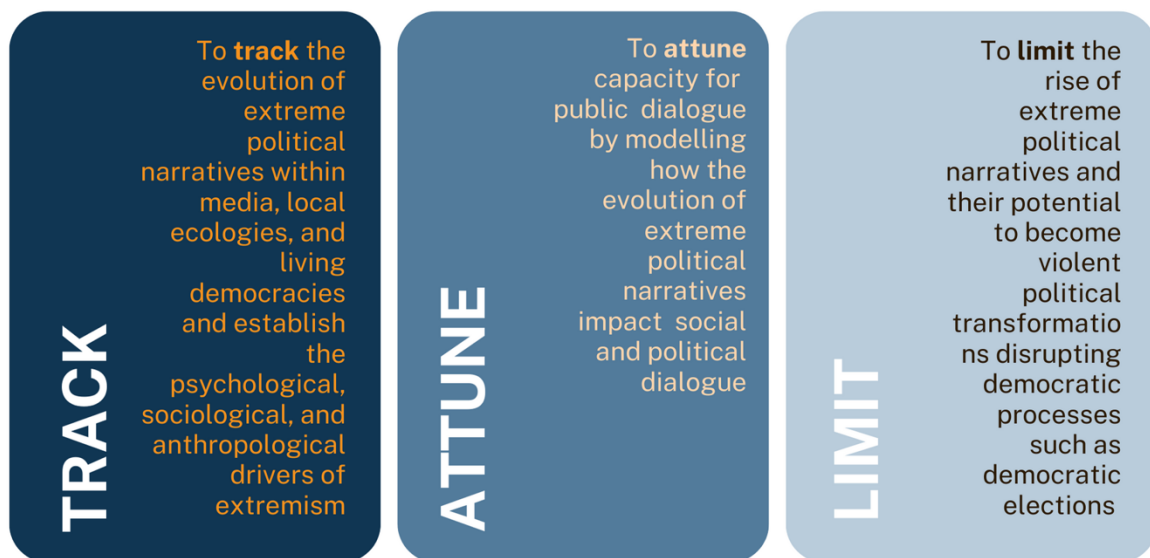 TRACK
To track the
evolution of
extreme
political
narratives within
media, local
ecologies, and
living
democracies
and establish
the
psychological,
sociological, and
anthropological
drivers of
extremism
ATTUNE
To attune
capacity for
public dialogue
by modelling
how the
evolution of
extreme
political
narratives
impact social
and political
dialogue
LIMIT
To limit the
rise of
extreme
political
narratives and
their potential
to become
violent
political
transformatio
ns disrupting
democratic
processes
such as
democratic
elections